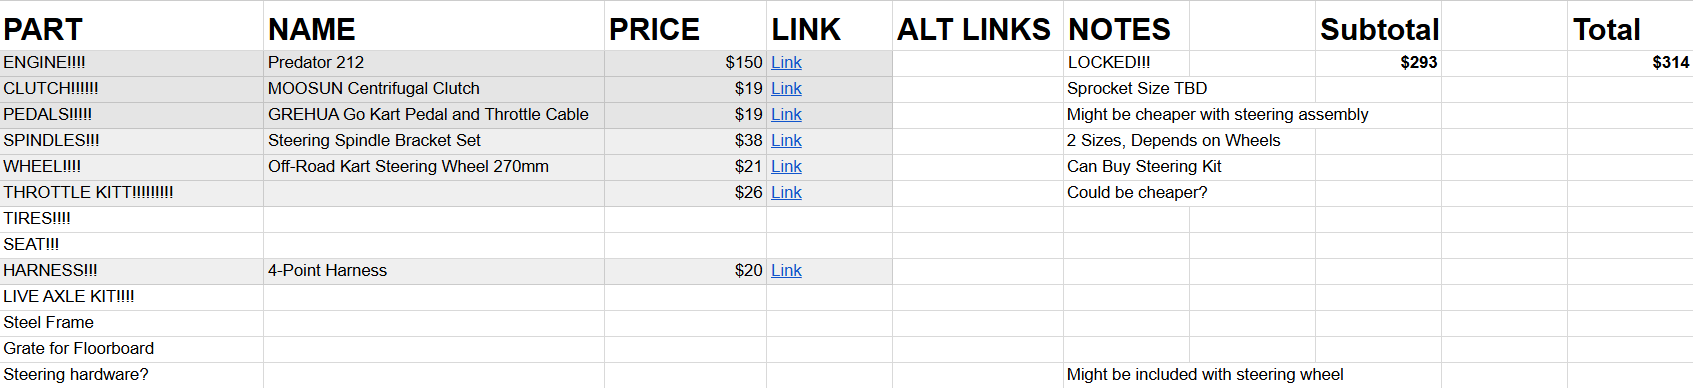 PART NAME PRICE LINK ALT LINKS NOTES Subtotal Total
ENGINE!!!! Predator 212 $150 Link LOCKED!!! $293 $314
CLUTCH!!!!!! MOOSUN Centrifugal Clutch $19 Link Sprocket Size TBD
PEDALS!!!!! GREHUA Go Kart Pedal and Throttle Cable $19 Link Might be cheaper with steering assembly
SPINDLES!!! Steering Spindle Bracket Set $38 Link 2 Sizes, Depends on Wheels
WHEEL!!!! Off-Road Kart Steering Wheel 270mm $21 Link Can Buy Steering Kit
THROTTLE KITT!!!!!!!!! $26 Link Could be cheaper?
TIRES!!!!
SEAT!!!
HARNESS!!! 4-Point Harness $20 Link
LIVE AXLE KIT!!!!
Steel Frame
Grate for Floorboard
Steering hardware? Might be included with steering wheel